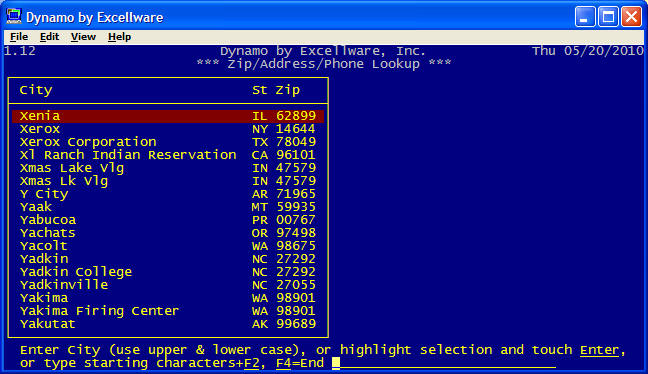 Dynamo by Excellware
File Edit View Help
1.12 Dynamo by Excellware, Inc. Thu 05/20/2010
*** Zip/Address/Phone Lookup ***
City St Zip
Xenia IL 62899
Xerox NY 14644
Xerox Corporation TX 78049
Xl Ranch Indian Reservation CA 96101
Xmas Lake Vlg IN 47579
Xmas Lk Vlg IN 47579
Y City AR 71965
Yaak MT 59935
Yabucoa PR 00767
Yachats OR 97498
Yacolt WA 98675
Yadkin NC 27292
Yadkin College NC 27292
Yadkinville NC 27055
Yakima WA 98901
Yakima Firing Center WA 98901
Yakutat AK 99689
Enter City (use upper & lower case), or highlight selection and touch Enter,
or type starting characters+F2, F4=End